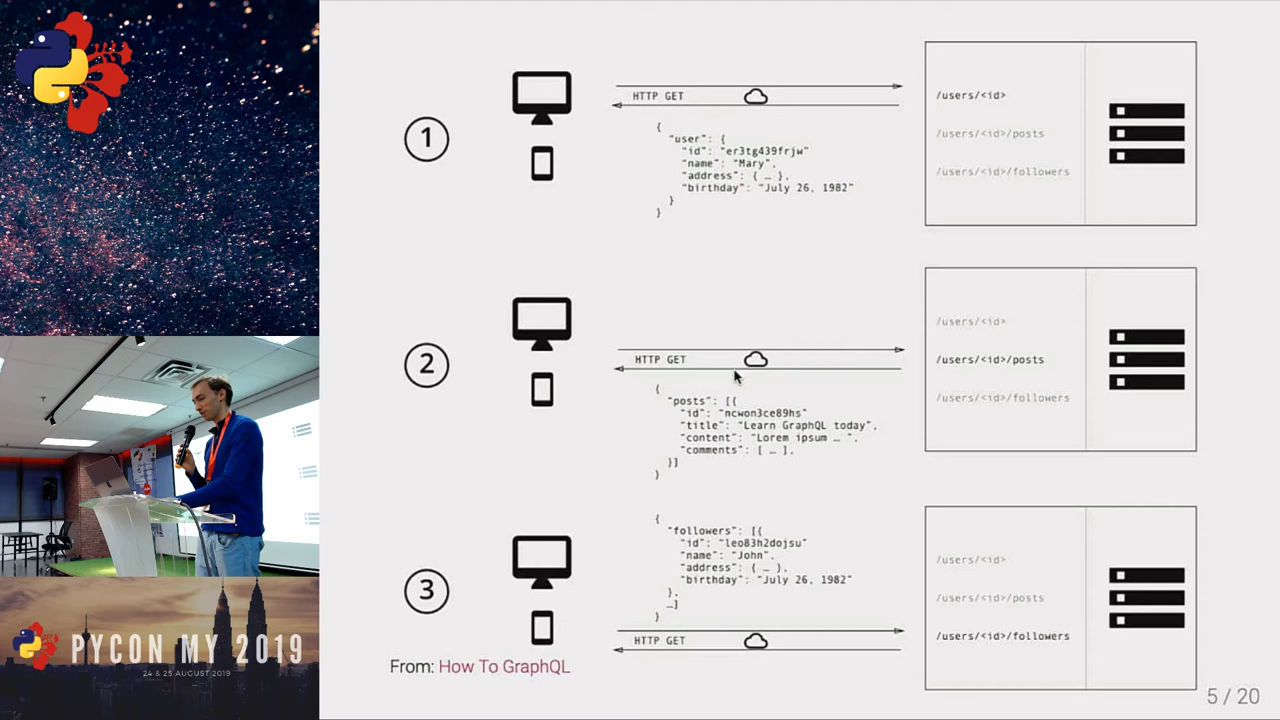 1
HTTP GET
{
"user": {
"id": "er3tg439frjw"
"name": "Mary",
"address": { … },
"birthday": "July 26, 1982"
}
}
/users/<id>
/users/<id>/posts
/users/<id>/followers
2
HTTP GET
{
"posts": [{
"id": "ncwon3ce89hs"
"title": "Learn GraphQL today",
"content": "Lorem ipsum … ",
"comments": [ … ],
}]
}
/users/<id>
/users/<id>/posts
/users/<id>/followers
3
{
"followers": [{
"id": "leo83h2dojsu"
"name": "John",
"address": { … },
"birthday": "July 26, 1982"
},
…]
}
HTTP GET
/users/<id>
/users/<id>/posts
/users/<id>/followers
From: How To GraphQL
5 / 20
PYCON MY 2019
24 & 25 AUGUST 2019